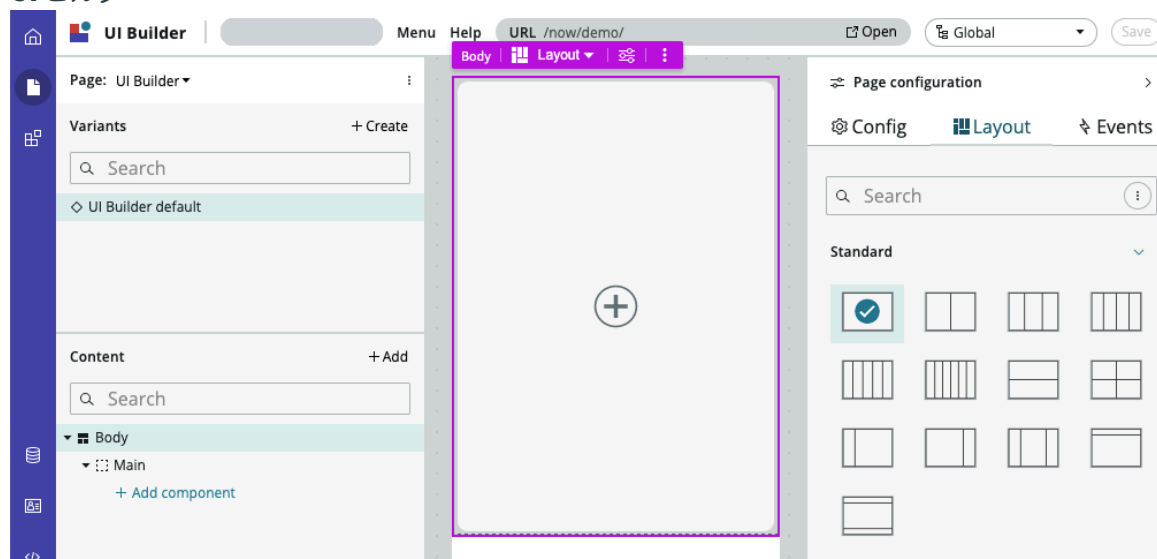 UI Builder
Menu Help URL /now/demo/ Open Global Save
Body Layout
Page: UI Builder
Page configuration
Variants + Create
Config Layout Events
Search
Search
UI Builder default
Standard
Content + Add
Search
Body
Main
+ Add component